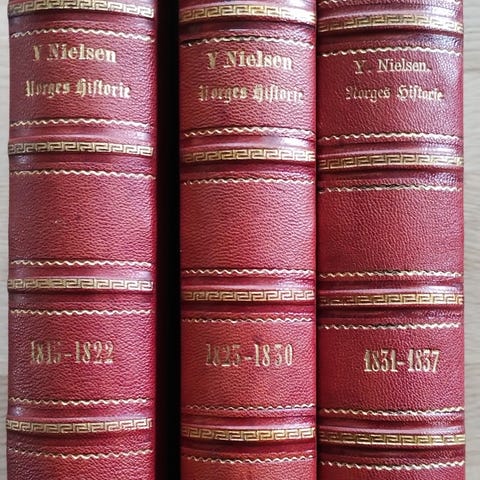 Y Nielsen
Norges Historie
1815-1822
Y Nielsen
Norges Historie
1823-1830
Y. Nielsen.
Norges Historie
1831-1837